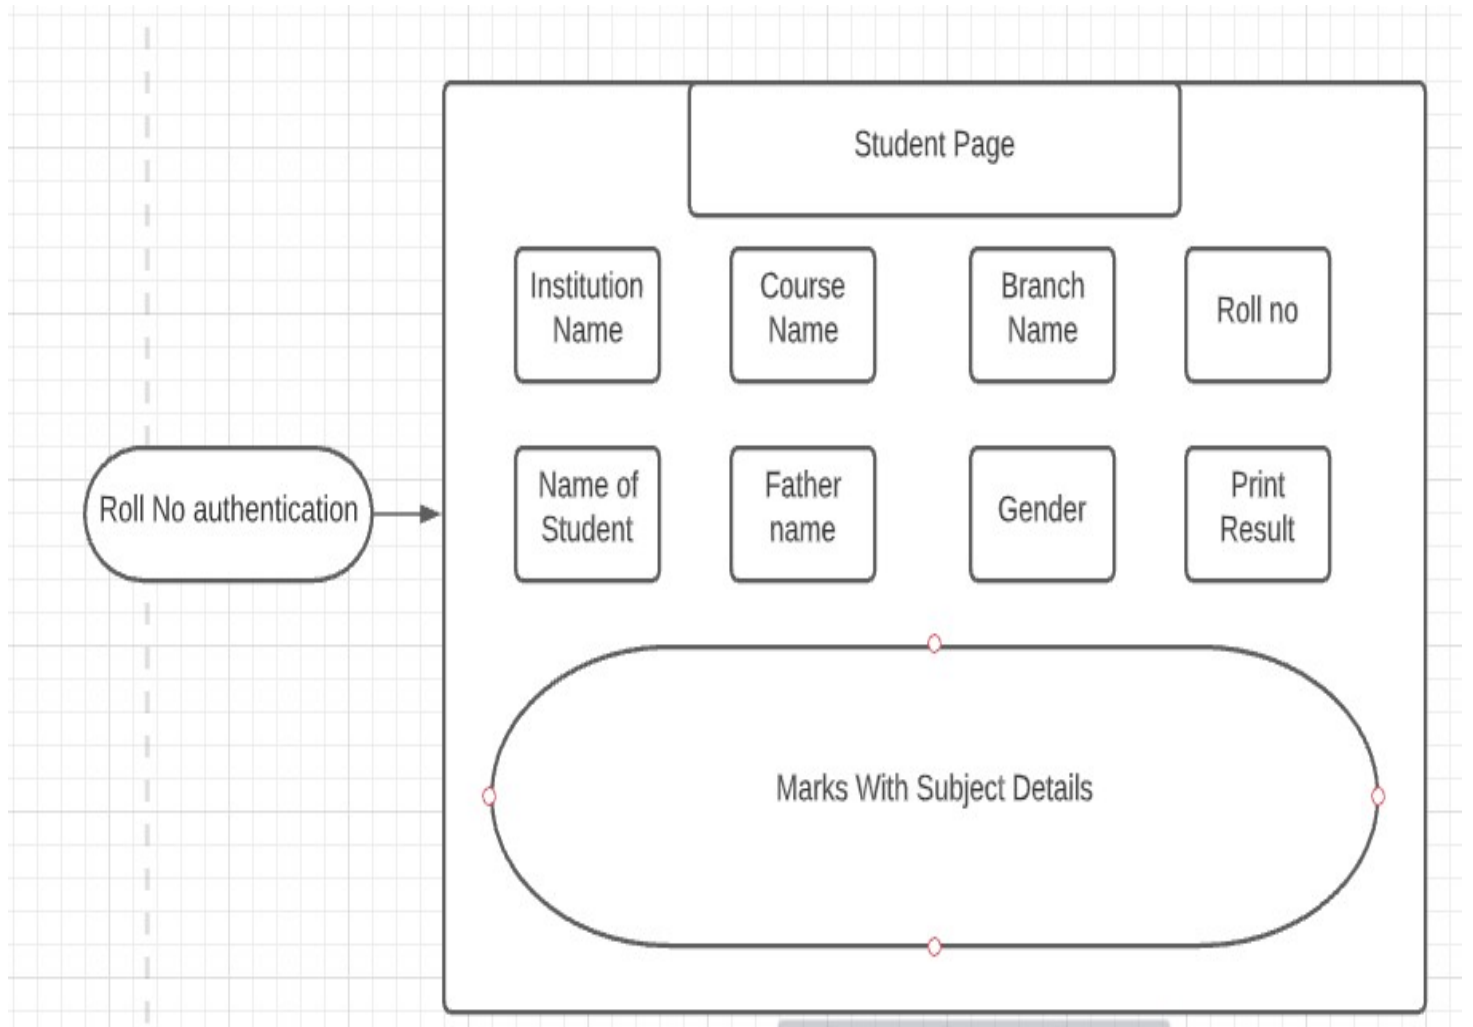 Student Page
Institution
Name
Course
Name
Branch
Name
Roll no
Roll No authentication
Name of
Student
Father
name
Gender
Print
Result
Marks With Subject Details